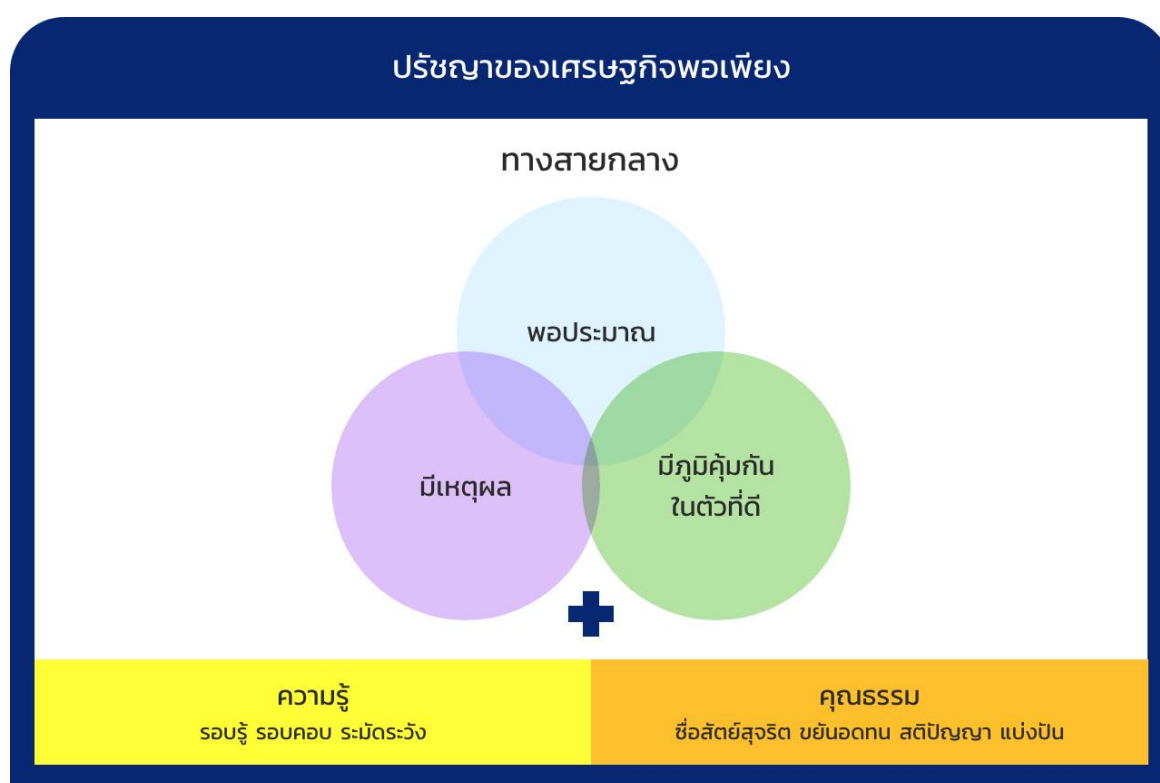 ปรัชญาของเศรษฐกิจพอเพียง
ทางสายกลาง
พอประมาณ
มีเหตุผล
มีภูมิคุ้มกัน
ในตัวที่ดี
ความรู้
รอบรู้ รอบคอบ ระมัดระวัง
คุณธรรม
ซื่อสัตย์สุจริต ขยันอดทน สติปัญญา แบ่งปัน